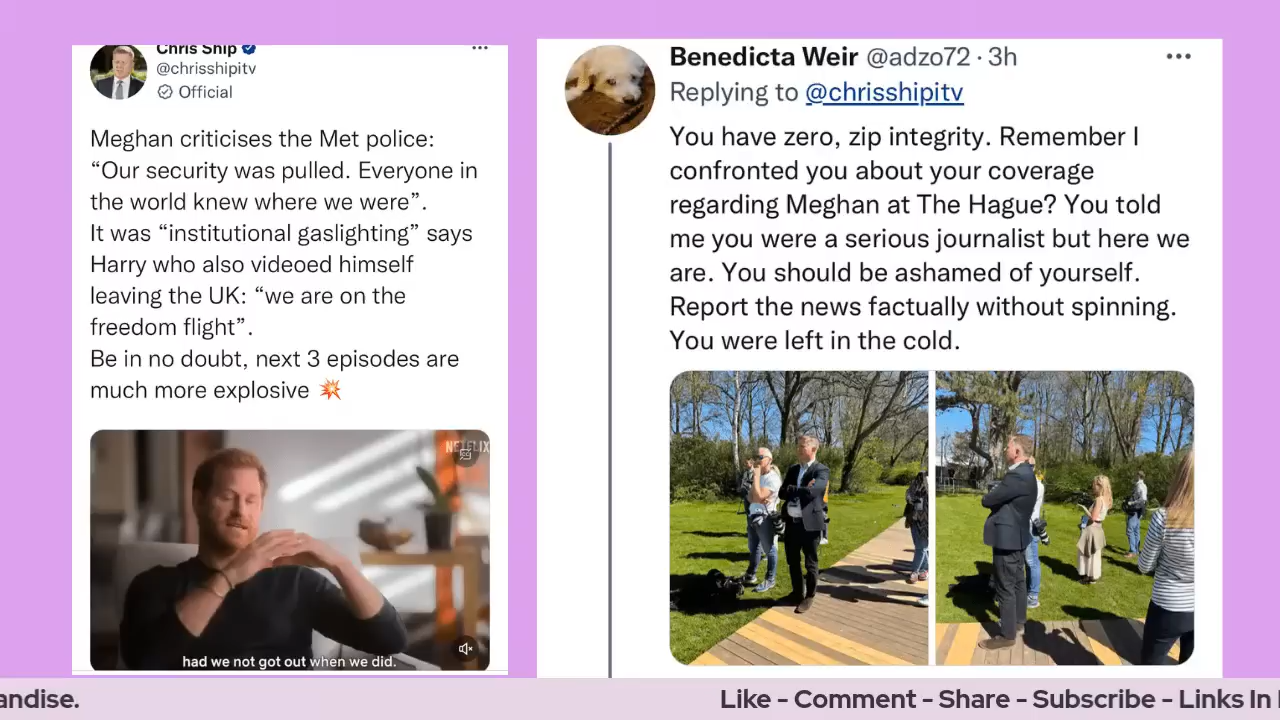 Chris Ship
@chrisshipitv
Official
Meghan criticises the Met police:
“Our security was pulled. Everyone in
the world knew where we were”.
It was “institutional gaslighting” says
Harry who also videoed himself
leaving the UK: “we are on the
freedom flight”.
Be in no doubt, next 3 episodes are
much more explosive 💥
NETFLIX
had we not got out when we did.
Benedicta Weir @adzo72 · 3h
Replying to @chrisshipitv
You have zero, zip integrity. Remember I
confronted you about your coverage
regarding Meghan at The Hague? You told
me you were a serious journalist but here we
are. You should be ashamed of yourself.
Report the news factually without spinning.
You were left in the cold.
andise.
Like - Comment - Share - Subscribe - Links In